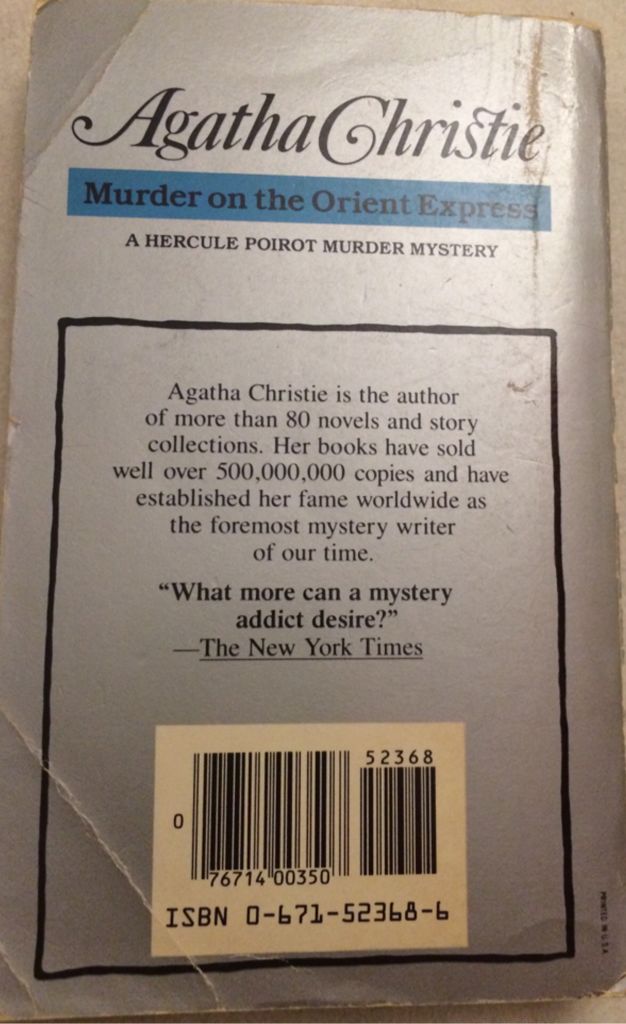 Agatha Christie
Murder on the Orient Express
A HERCULE POIROT MURDER MYSTERY
Agatha Christie is the author
of more than 80 novels and story
collections. Her books have sold
well over 500,000,000 copies and have
established her fame worldwide as
the foremost mystery writer
of our time.
“What more can a mystery
addict desire?”
—The New York Times
52368
0
76714 00350
ISBN 0-671-52368-6
PRINTED IN U.S.A.